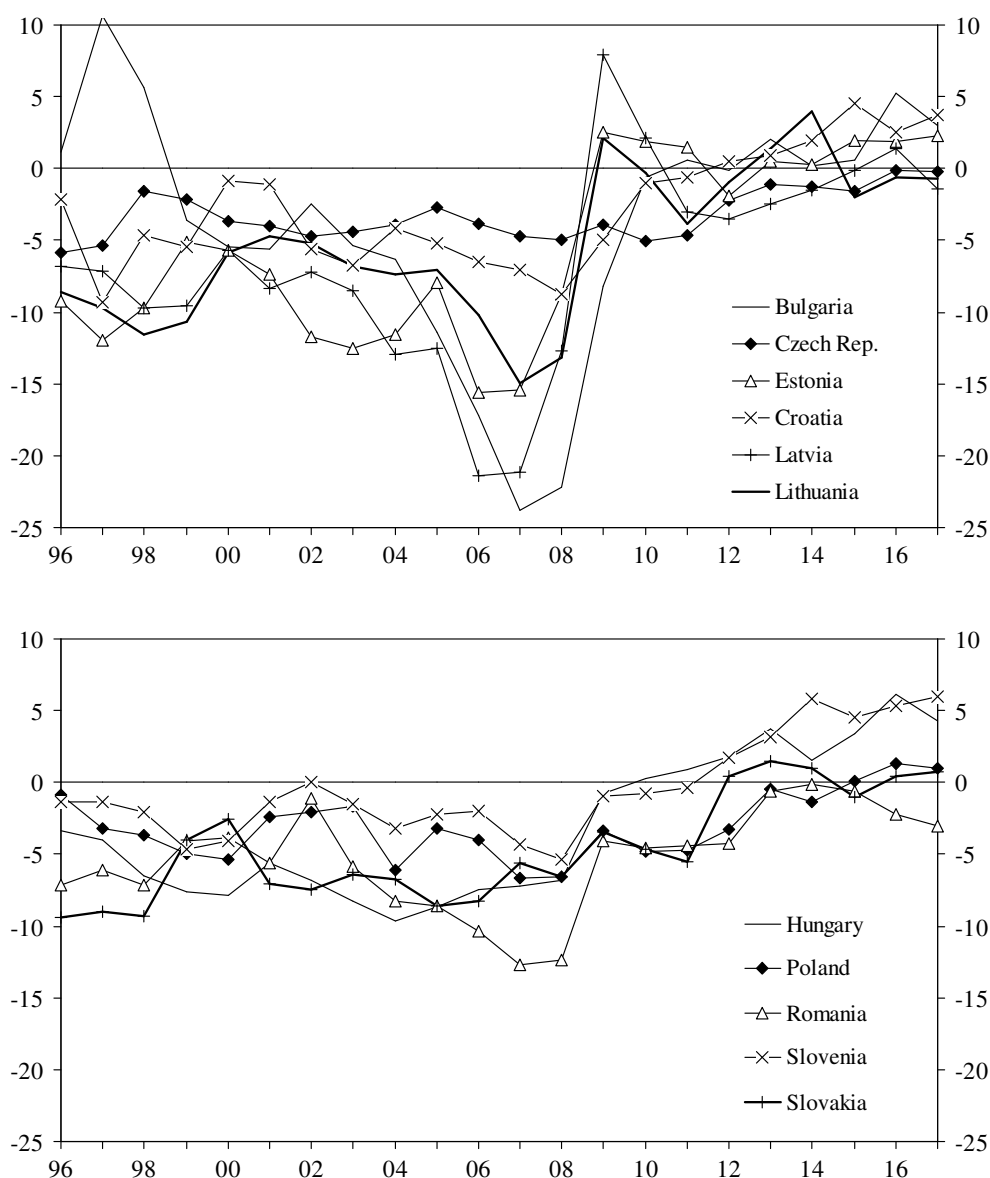 10 10
5 5
0 0
-5 -5
-10 -10
Bulgaria
Czech Rep.
-15 Estonia -15
Croatia
-20 Latvia -20
Lithuania
-25 -25
96 98 00 02 04 06 08 10 12 14 16
10 10
5 5
0 0
-5 -5
-10 Hungary -10
Poland
-15 -15
Romania
Slovenia
-20 -20
Slovakia
-25 -25
96 98 00 02 04 06 08 10 12 14 16